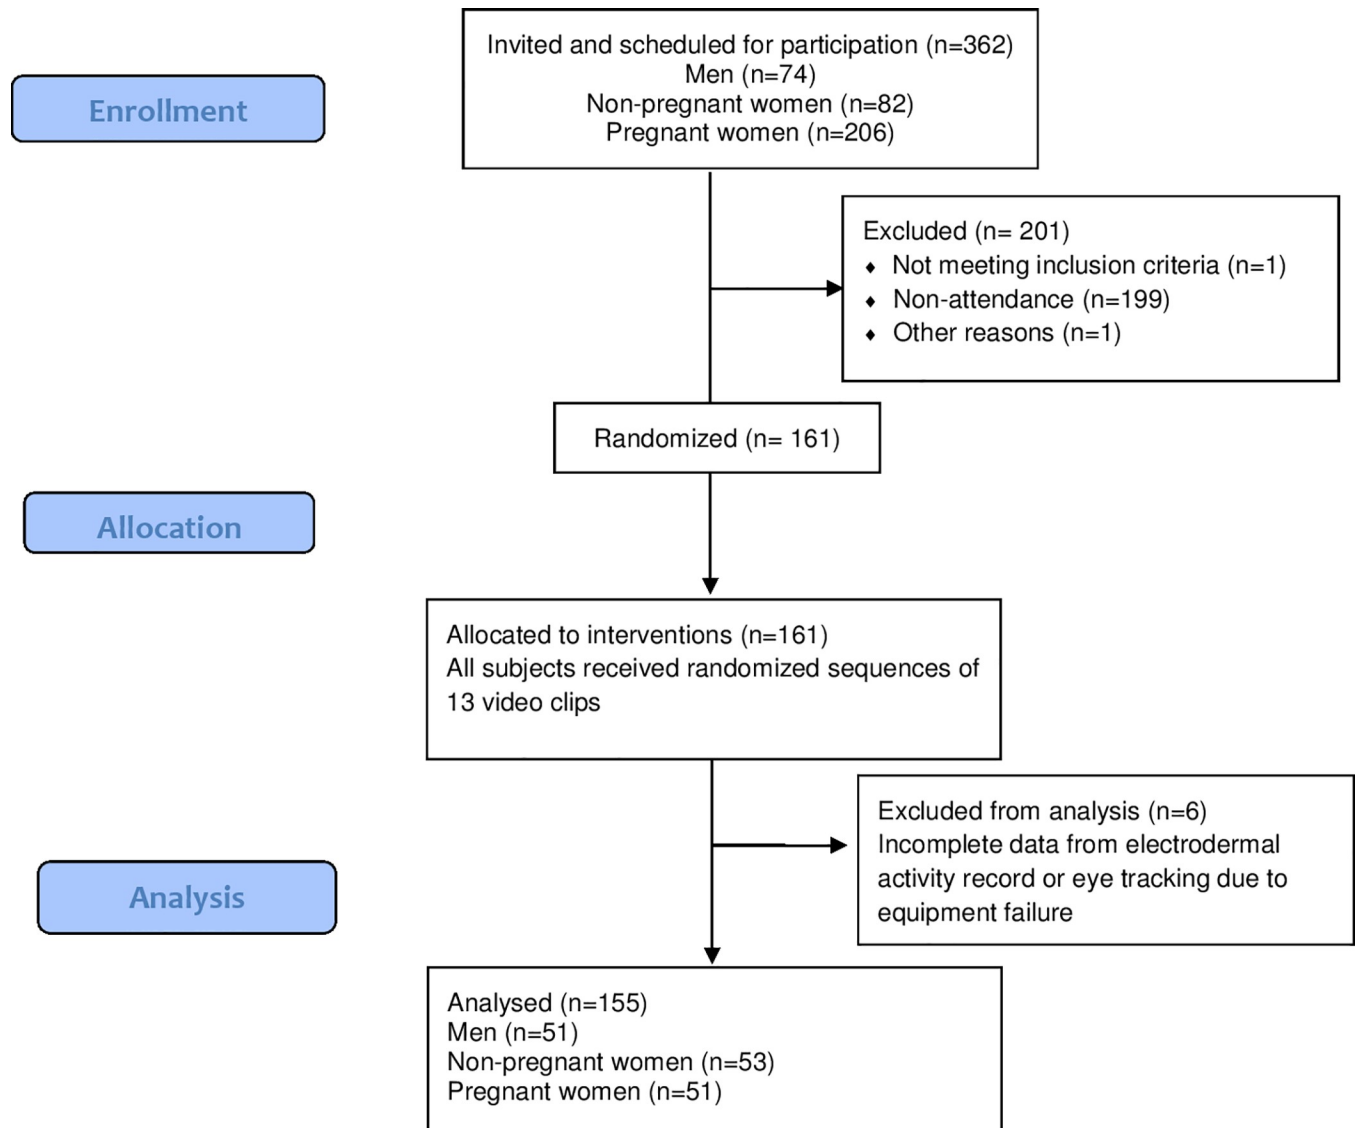 Invited and scheduled for participation (n=362)
Men (n=74)
Non-pregnant women (n=82)
Pregnant women (n=206)
Enrollment
Excluded (n= 201)
♦ Not meeting inclusion criteria (n=1)
♦ Non-attendance (n=199)
♦ Other reasons (n=1)
Randomized (n= 161)
Allocation
Allocated to interventions (n=161)
All subjects received randomized sequences of
13 video clips
Excluded from analysis (n=6)
Incomplete data from electrodermal
activity record or eye tracking due to
equipment failure
Analysis
Analysed (n=155)
Men (n=51)
Non-pregnant women (n=53)
Pregnant women (n=51)